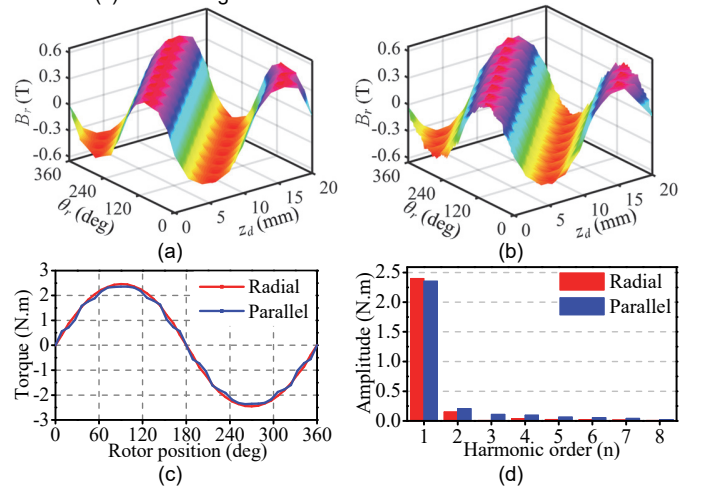 0.6
0.3
0
-0.3
-0.6
B_r (T)
360
240
120
0
θ_r (deg)
0
5
10
15
20
z_d (mm)
(a)
0.6
0.3
0
-0.3
-0.6
B_r (T)
360
240
120
0
θ_r (deg)
0
5
10
15
20
z_d (mm)
(b)
3
2
1
0
-1
-2
-3
Torque (N.m)
Radial
Parallel
0 60 120 180 240 300 360
Rotor position (deg)
(c)
2.5
2.0
1.5
1.0
0.5
0.0
Amplitude (N.m)
Radial
Parallel
1 2 3 4 5 6 7 8
Harmonic order (n)
(d)